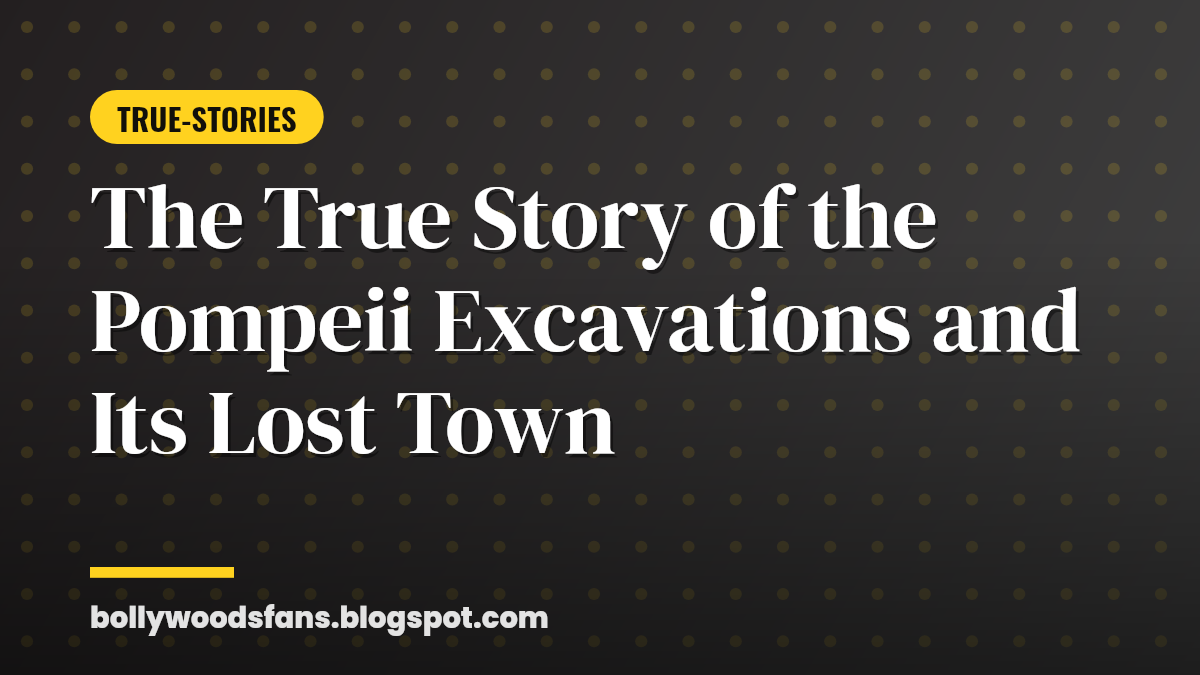 TRUE-STORIES
The True Story of the
Pompeii Excavations and
Its Lost Town
bollywoodsfans.blogspot.com